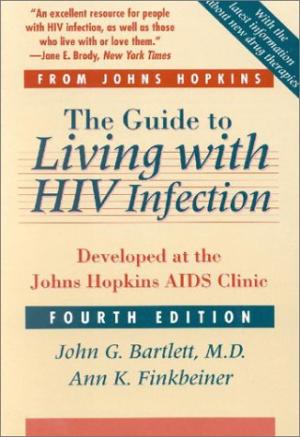 “An excellent resource for people
with HIV infection, as well as those
who live with or love them.”
—Jane E. Brody, New York Times
With the
latest information
about new drug therapies
FROM JOHNS HOPKINS
The Guide to
Living with
HIV Infection
Developed at the
Johns Hopkins AIDS Clinic
FOURTH EDITION
John G. Bartlett, M.D.
Ann K. Finkbeiner